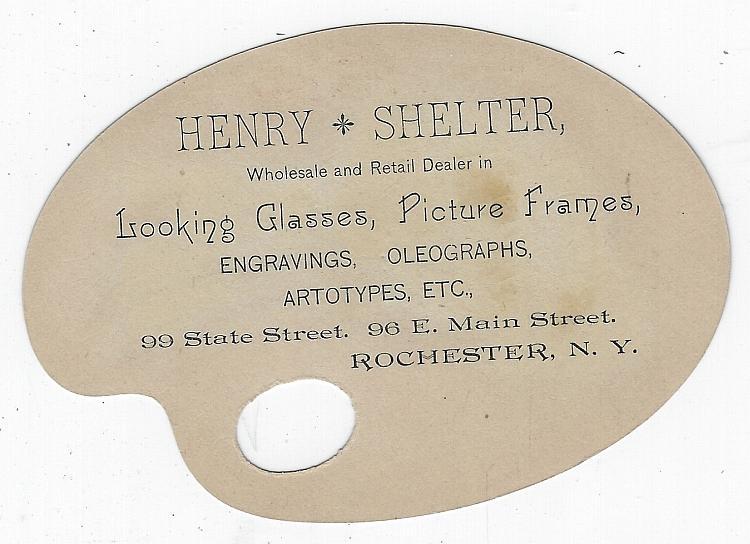 HENRY * SHELTER,
Wholesale and Retail Dealer in
Looking Glasses, Picture Frames,
ENGRAVINGS, OLEOGRAPHS,
ARTOTYPES, ETC.,
99 State Street. 96 E. Main Street.
ROCHESTER, N. Y.